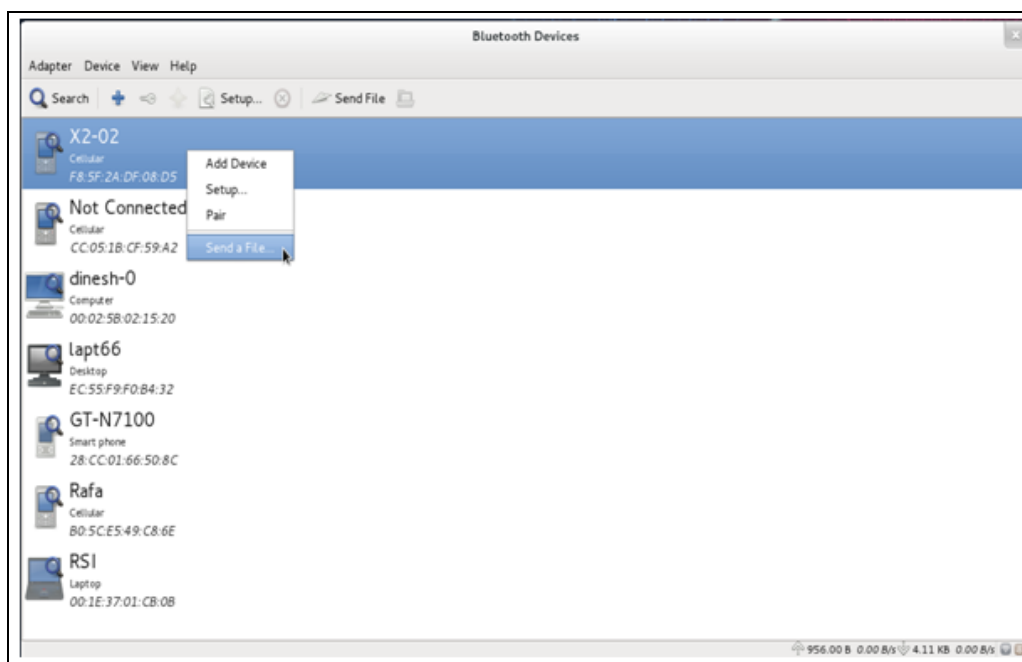 Bluetooth Devices
Adapter Device View Help
Search Setup... Send File
X2-02
Cellular
F8:5F:2A:DF:08:D5
Add Device
Setup...
Pair
Send a File...
Not Connected
Cellular
CC:05:1B:CF:59:A2
dinesh-0
Computer
00:02:5B:02:15:20
lapt66
Desktop
EC:55:F9:F0:B4:32
GT-N7100
Smart phone
28:CC:01:66:50:8C
Rafa
Cellular
B0:5C:E5:49:C8:6E
RSI
Laptop
00:1E:37:01:CB:0B
956.00 B 0.00 B/s 4.11 KB 0.00 B/s